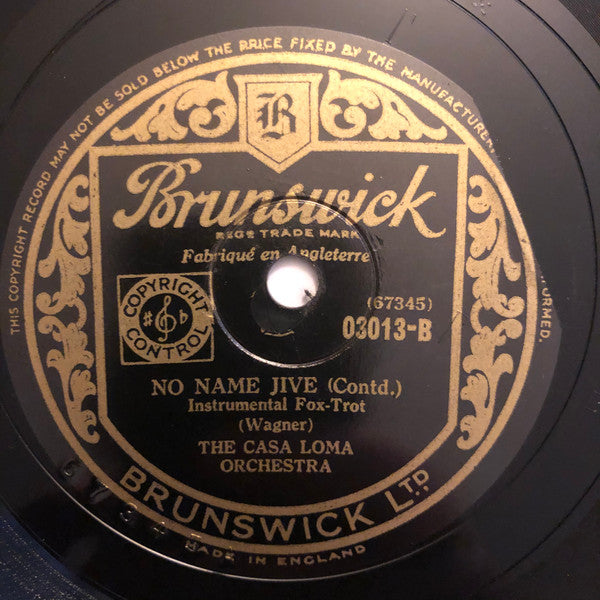 THIS COPYRIGHT RECORD MAY NOT BE SOLD BELOW THE PRICE FIXED BY THE MANUFACTURER
FORMED.
B
Brunswick
REGD TRADE MARK
Fabriqué en Angleterre
COPYRIGHT
CONTROL
(67345)
03013-B
NO NAME JIVE (Contd.)
Instrumental Fox-Trot
(Wagner)
THE CASA LOMA
ORCHESTRA
BRUNSWICK LTD.
MADE IN ENGLAND